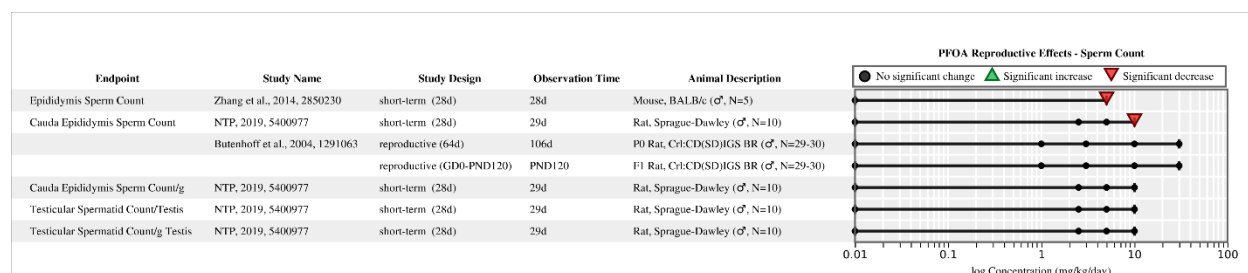 PFOA Reproductive Effects - Sperm Count
Endpoint Study Name Study Design Observation Time Animal Description
No significant change Significant increase Significant decrease
Epididymis Sperm Count Zhang et al., 2014, 2850230 short-term (28d) 28d Mouse, BALB/c (♂, N=5)
Cauda Epididymis Sperm Count NTP, 2019, 5400977 short-term (28d) 29d Rat, Sprague-Dawley (♂, N=10)
Butenhoff et al., 2004, 1291063 reproductive (64d) 106d P0 Rat, Crl:CD(SD)IGS BR (♂, N=29-30)
reproductive (GD0-PND120) PND120 F1 Rat, Crl:CD(SD)IGS BR (♂, N=29-30)
Cauda Epididymis Sperm Count/g NTP, 2019, 5400977 short-term (28d) 29d Rat, Sprague-Dawley (♂, N=10)
Testicular Spermatid Count/Testis NTP, 2019, 5400977 short-term (28d) 29d Rat, Sprague-Dawley (♂, N=10)
Testicular Spermatid Count/g Testis NTP, 2019, 5400977 short-term (28d) 29d Rat, Sprague-Dawley (♂, N=10)
0.01 0.1 1 10 100
log Concentration (mg/kg/day)